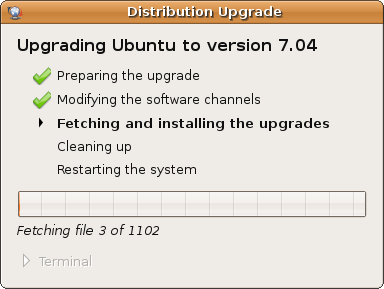 Distribution Upgrade
Upgrading Ubuntu to version 7.04
Preparing the upgrade
Modifying the software channels
Fetching and installing the upgrades
Cleaning up
Restarting the system
Fetching file 3 of 1102
Terminal